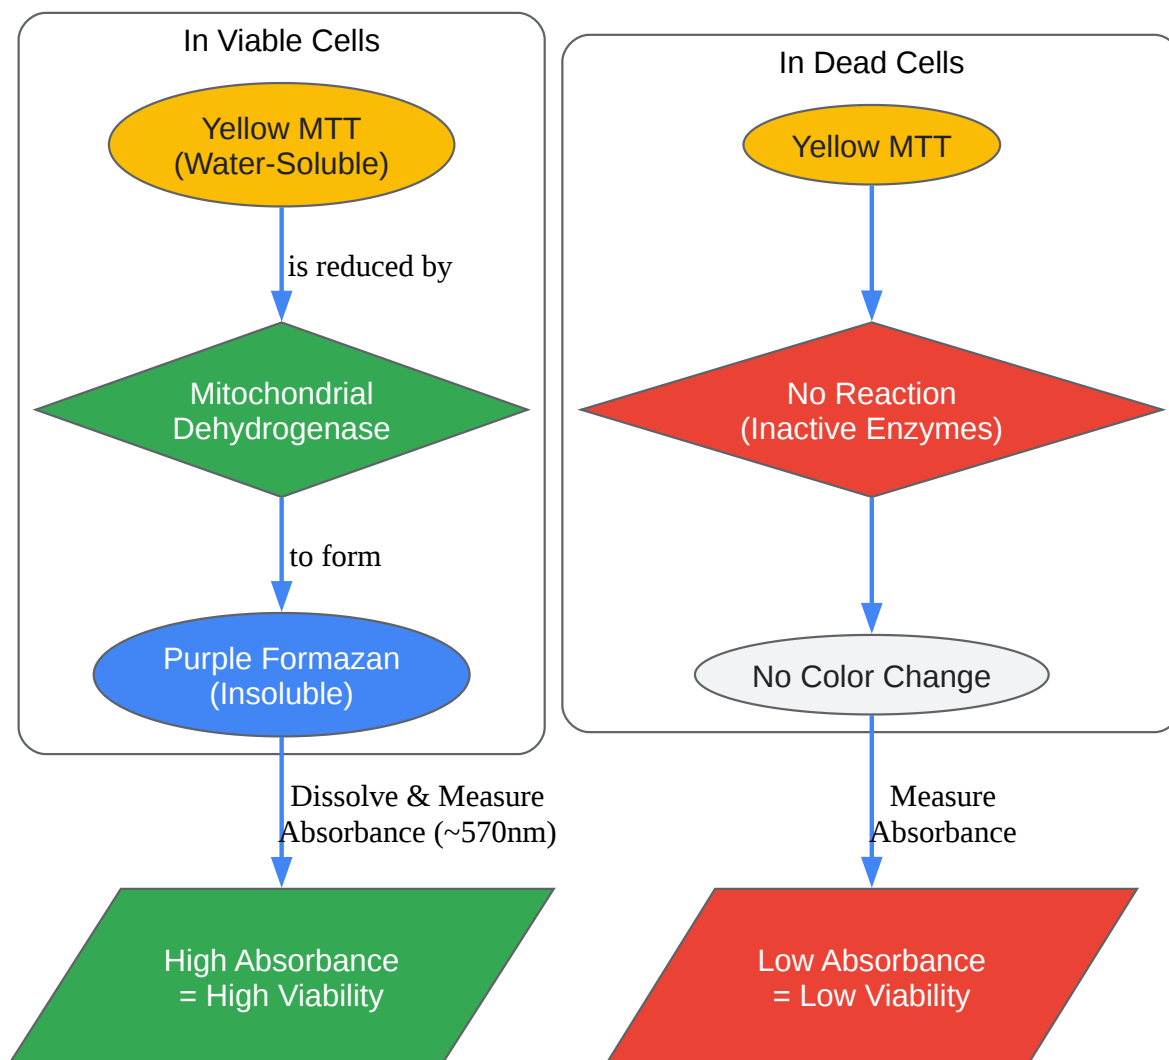 In Viable Cells
Yellow MTT
(Water-Soluble)
is reduced by
Mitochondrial
Dehydrogenase
to form
Purple Formazan
(Insoluble)
Dissolve & Measure
Absorbance (~570nm)
High Absorbance
= High Viability
In Dead Cells
Yellow MTT
No Reaction
(Inactive Enzymes)
No Color Change
Measure
Absorbance
Low Absorbance
= Low Viability